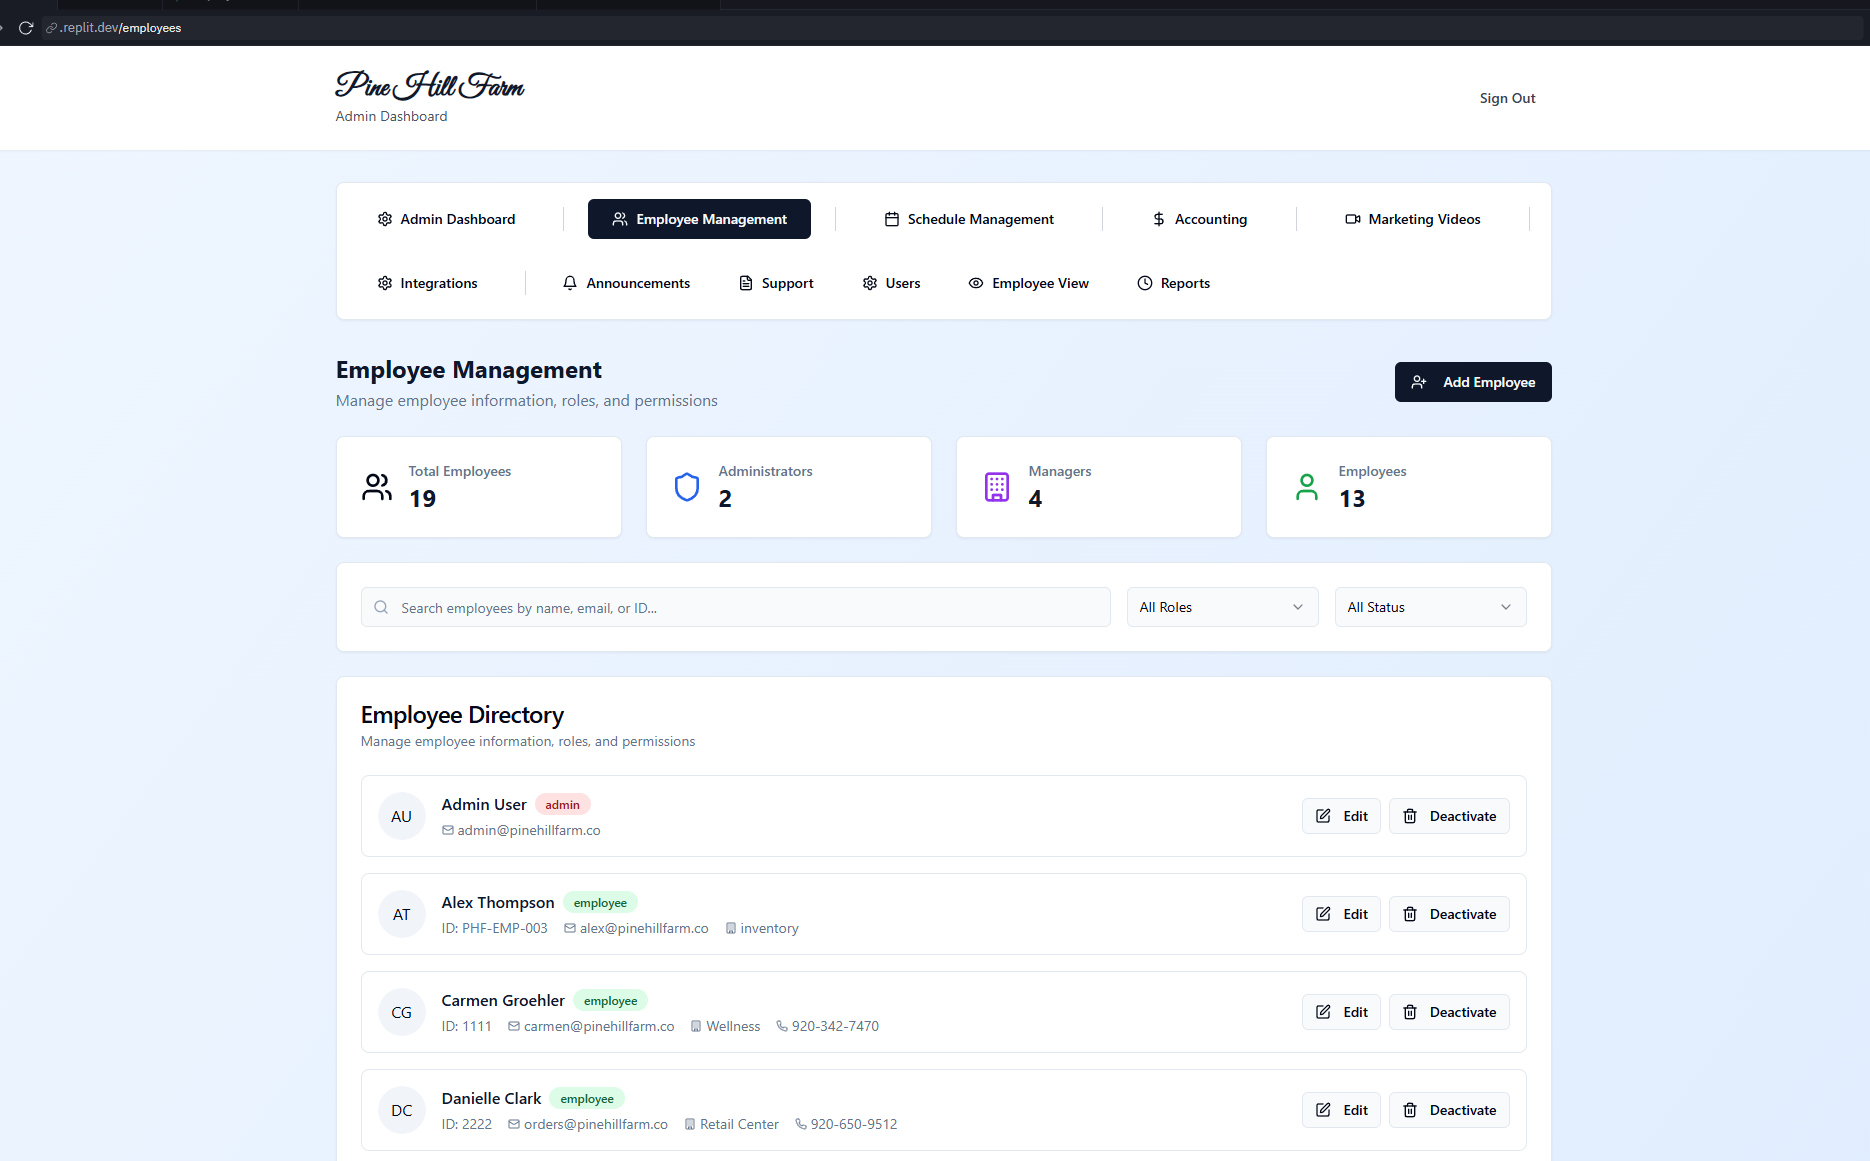 .replit.dev/employees
Pine Hill Farm
Admin Dashboard
Sign Out
Admin Dashboard
Employee Management
Schedule Management
Accounting
Marketing Videos
Integrations
Announcements
Support
Users
Employee View
Reports
Employee Management
Manage employee information, roles, and permissions
Add Employee
Total Employees
19
Administrators
2
Managers
4
Employees
13
Search employees by name, email, or ID...
All Roles
All Status
Employee Directory
Manage employee information, roles, and permissions
AU
Admin User admin
admin@pinehillfarm.co
Edit
Deactivate
AT
Alex Thompson employee
ID: PHF-EMP-003 alex@pinehillfarm.co inventory
Edit
Deactivate
CG
Carmen Groehler employee
ID: 1111 carmen@pinehillfarm.co Wellness 920-342-7470
Edit
Deactivate
DC
Danielle Clark employee
ID: 2222 orders@pinehillfarm.co Retail Center 920-650-9512
Edit
Deactivate